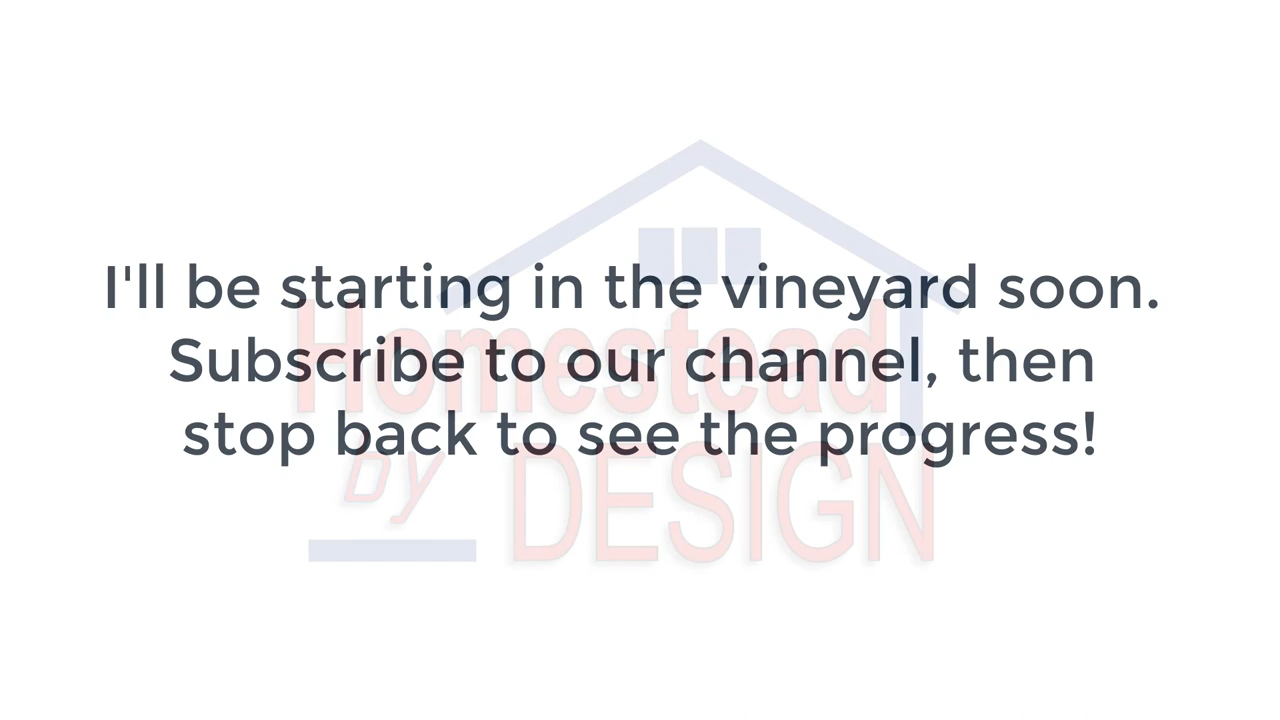 I'll be starting in the vineyard soon.
Subscribe to our channel, then
stop back to see the progress!
Homestead
by DESIGN